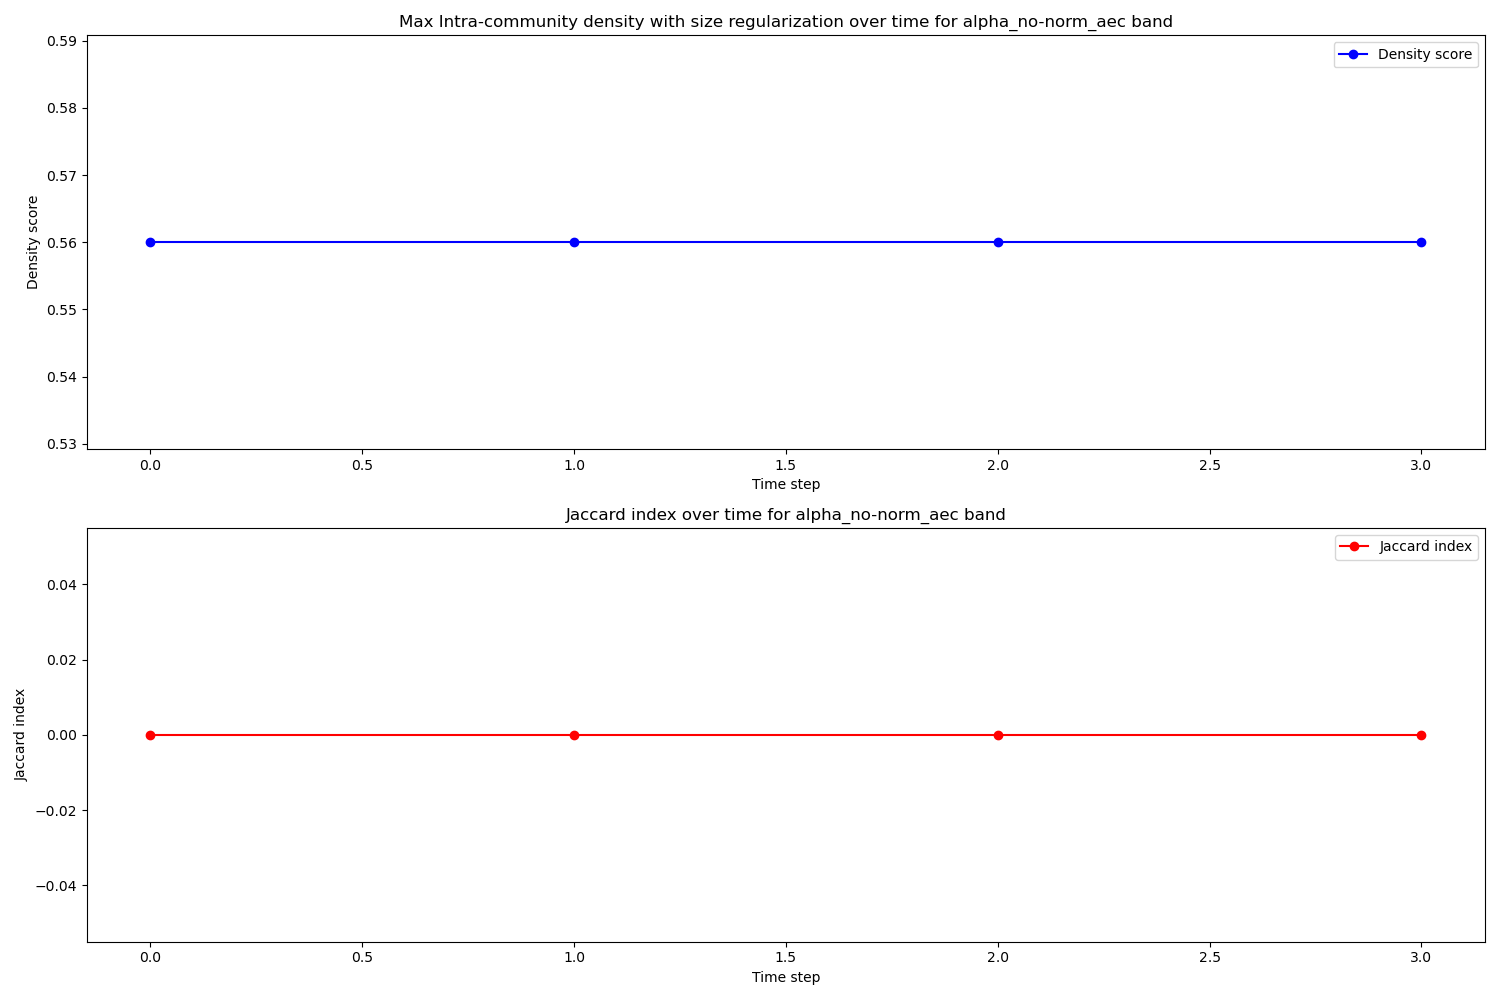 Max Intra-community density with size regularization over time for alpha_no-norm_aec band
Density score
0.59
0.58
0.57
0.56
0.55
0.54
0.53
Density score
0.0 0.5 1.0 1.5 2.0 2.5 3.0
Time step
Jaccard index over time for alpha_no-norm_aec band
Jaccard index
0.04
0.02
0.00
−0.02
−0.04
Jaccard index
0.0 0.5 1.0 1.5 2.0 2.5 3.0
Time step